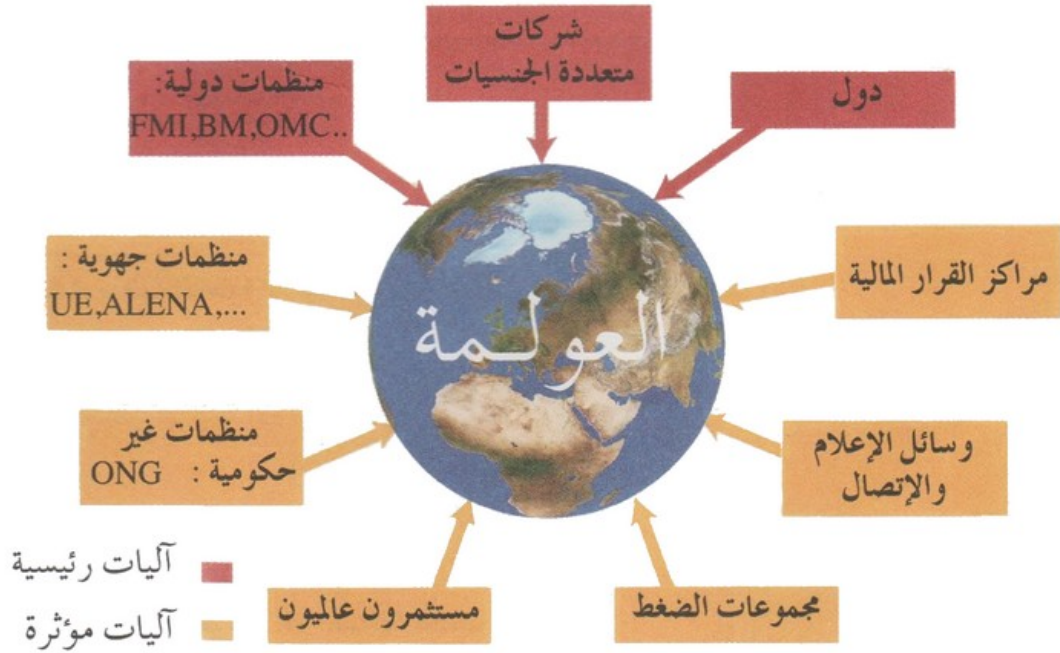 شركات
متعددة الجنسيات
دول
منظمات دولية:
FMI,BM,OMC..
مراكز القرار المالية
منظمات جهوية :
UE,ALENA,...
العولمة
وسائل الإعلام
والإتصال
منظمات غير
حكومية : ONG
مجموعات الضغط
مستثمرون عالميون
آليات رئيسية
آليات مؤثرة